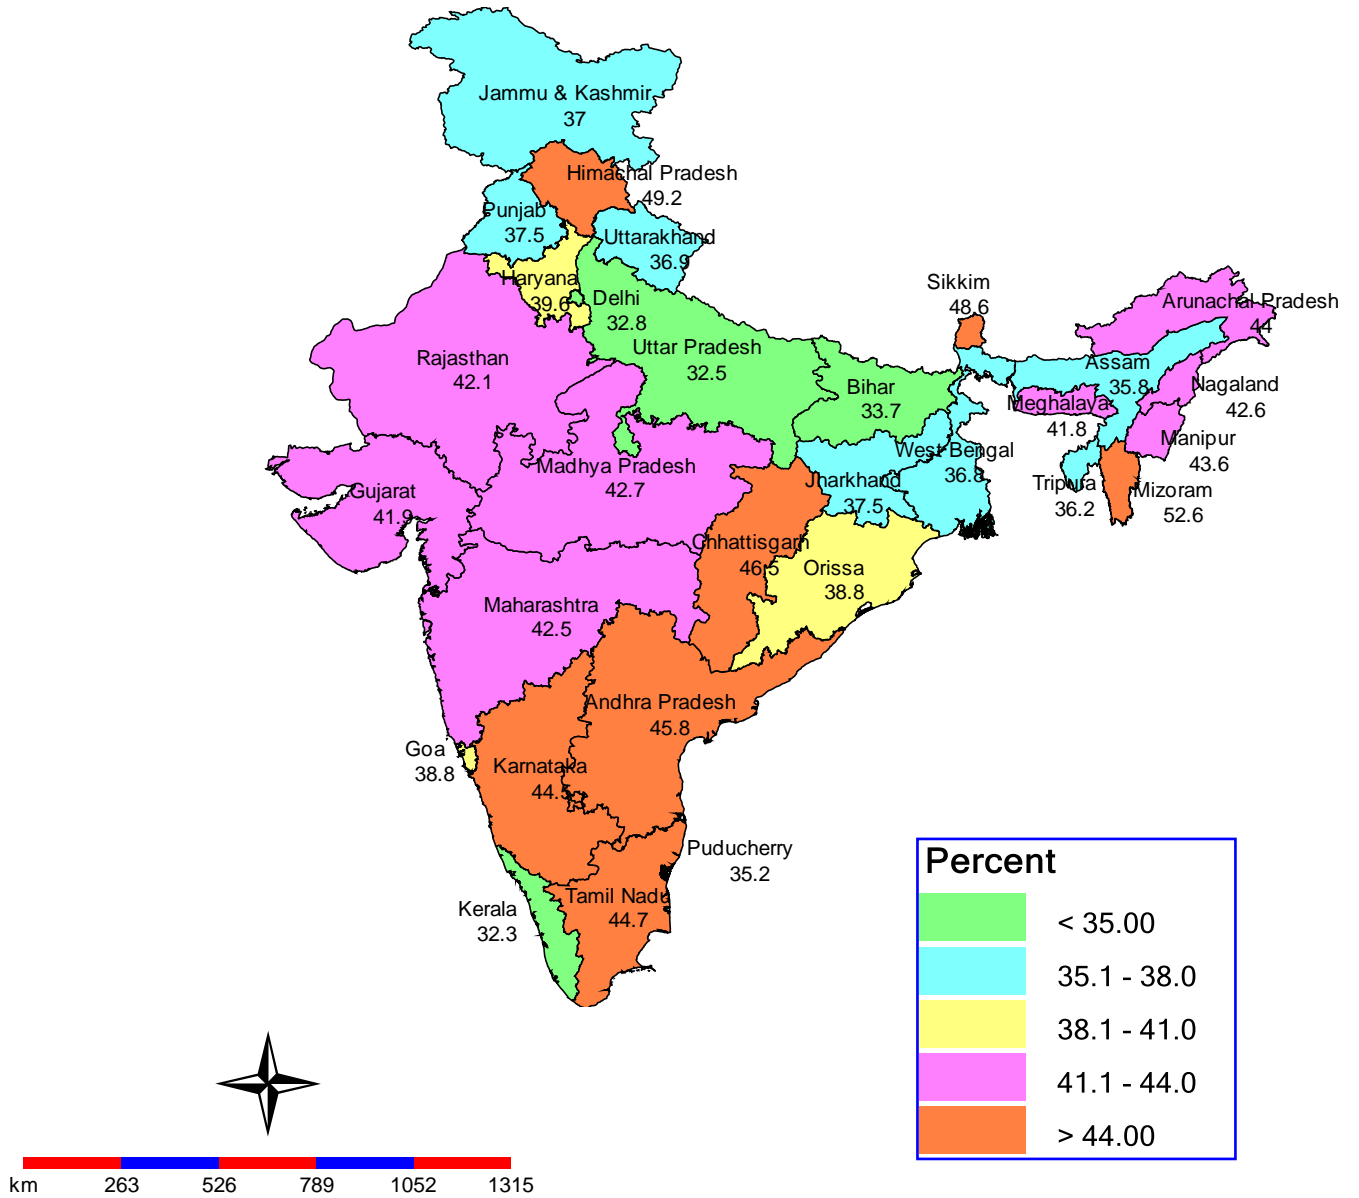 Jammu & Kashmir
37
Himachal Pradesh
49.2
Punjab
37.5
Uttarakhand
36.9
Haryana
39.6
Delhi
32.8
Sikkim
48.6
Arunachal Pradesh
44
Rajasthan
42.1
Uttar Pradesh
32.5
Bihar
33.7
Assam
35.8
Nagaland
42.6
Meghalaya
41.8
Manipur
43.6
West Bengal
36.8
Madhya Pradesh
42.7
Jharkhand
37.5
Tripura
36.2
Mizoram
52.6
Gujarat
41.9
Chhattisgarh
46.5
Orissa
38.8
Maharashtra
42.5
Andhra Pradesh
45.8
Goa
38.8
Karnataka
44.5
Puducherry
35.2
Tamil Nadu
44.7
Kerala
32.3
Percent
< 35.00
35.1 - 38.0
38.1 - 41.0
41.1 - 44.0
> 44.00
km 263 526 789 1052 1315